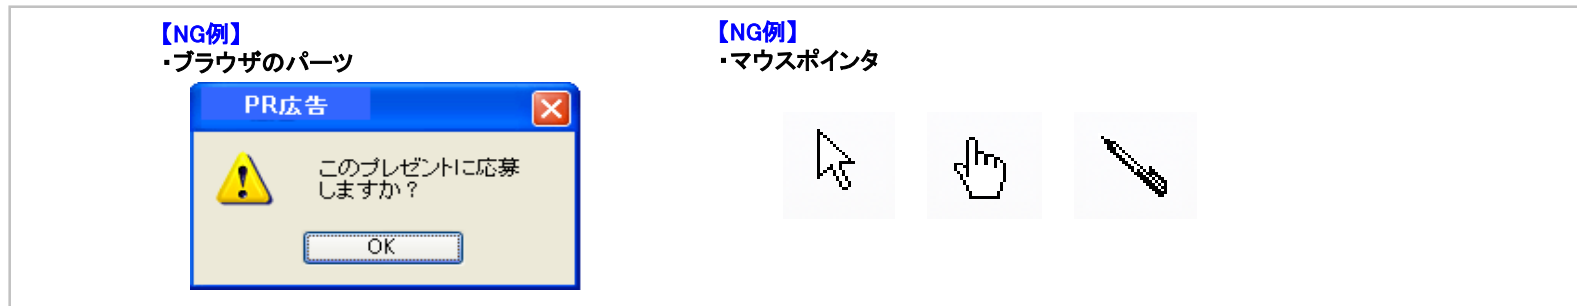 【NG例】
・ブラウザのパーツ
PR広告
このプレゼントに応募
しますか？
OK
【NG例】
・マウスポインタ